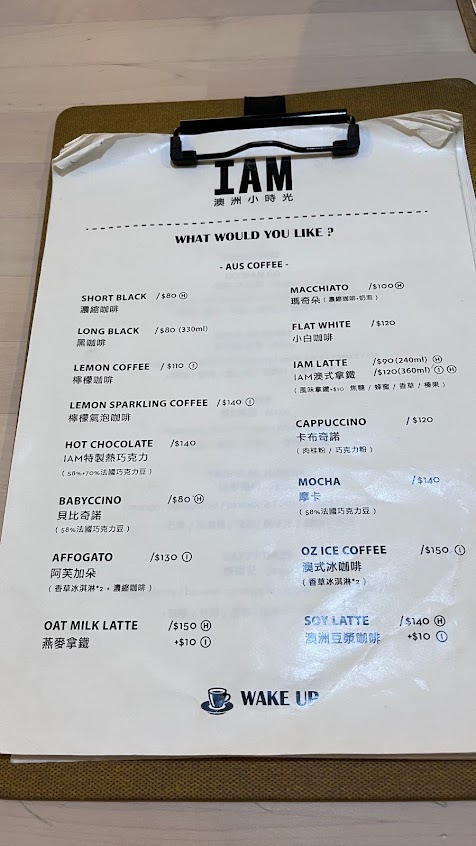 IAM
澳洲小時光
WHAT WOULD YOU LIKE ?
- AUS COFFEE -
SHORT BLACK /$80 Ⓗ
濃縮咖啡
LONG BLACK /$80 (330ml)
黑咖啡
LEMON COFFEE / $110 Ⓘ
檸檬咖啡
LEMON SPARKLING COFFEE /$140 Ⓘ
檸檬氣泡咖啡
HOT CHOCOLATE /$140
IAM特製熱巧克力
( 58%+70%法國巧克力豆 )
BABYCCINO /$80 Ⓗ
貝比奇諾
( 58%法國巧克力豆 )
AFFOGATO /$130 Ⓘ
阿芙加朵
( 香草冰淇淋*2 + 濃縮咖啡 )
OAT MILK LATTE /$150 Ⓗ
燕麥拿鐵 +$10 Ⓘ
MACCHIATO /$100 Ⓗ
瑪奇朵 ( 濃縮咖啡+奶泡 )
FLAT WHITE / $120
小白咖啡
IAM LATTE /$90 (240ml) Ⓗ
IAM澳式拿鐵 /$120(360ml) Ⓘ Ⓗ
( 風味拿鐵+$10 焦糖 / 蜂蜜 / 香草 / 榛果 )
CAPPUCCINO / $120
卡布奇諾
( 肉桂粉 / 巧克力粉 )
MOCHA /$140
摩卡
( 58%法國巧克力豆 )
OZ ICE COFFEE /$150 Ⓘ
澳式冰咖啡
( 香草冰淇淋*2 )
SOY LATTE /$140 Ⓗ
澳洲豆漿咖啡 +$10 Ⓘ
WAKE UP